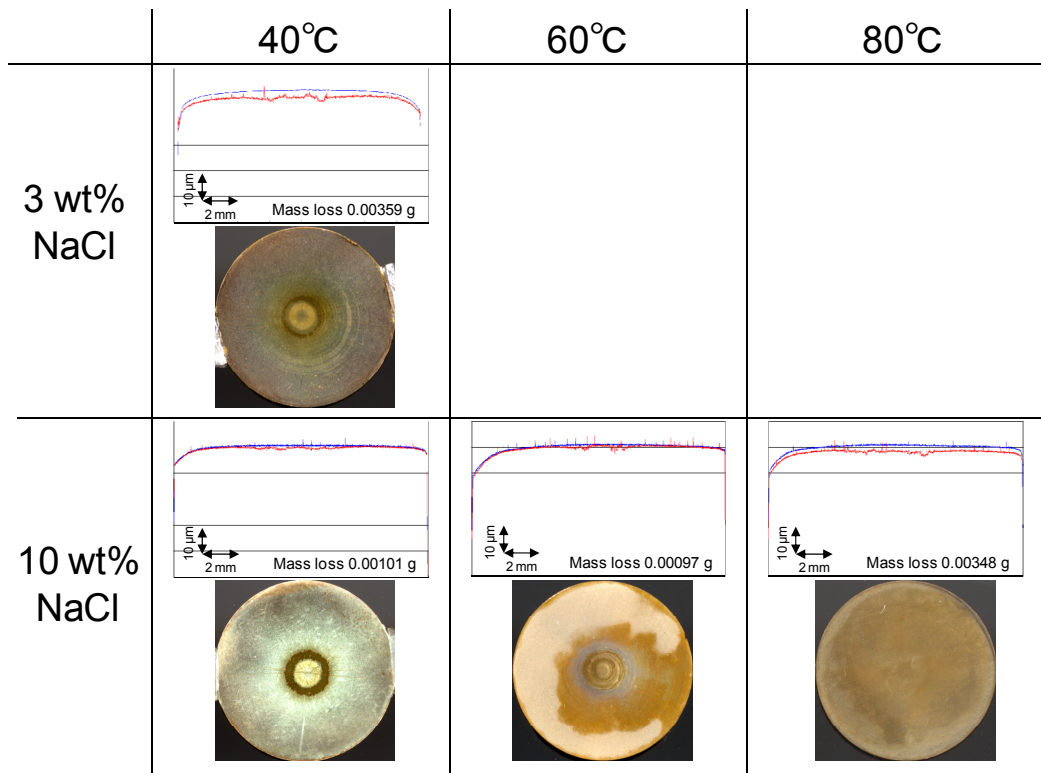 40℃
60℃
80℃
3 wt%
NaCl
10 μm
2 mm
Mass loss 0.00359 g
10 wt%
NaCl
10 μm
2 mm
Mass loss 0.00101 g
10 μm
2 mm
Mass loss 0.00097 g
10 μm
2 mm
Mass loss 0.00348 g